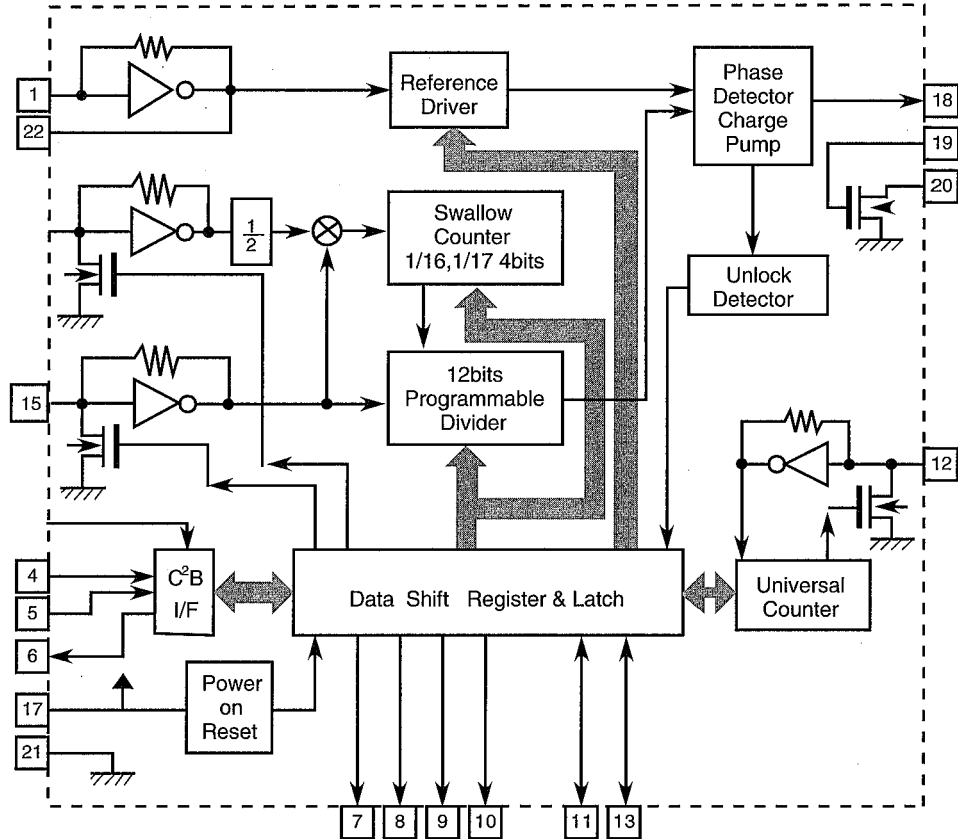 1
22
Reference
Driver
Phase
Detector
Charge
Pump
18
19
20
1
2
Swallow
Counter
1/16,1/17 4bits
Unlock
Detector
15
12bits
Programmable
Divider
12
4
5
6
C²B
I/F
Data Shift Register & Latch
Universal
Counter
17
Power
on
Reset
21
7 8 9 10 11 13